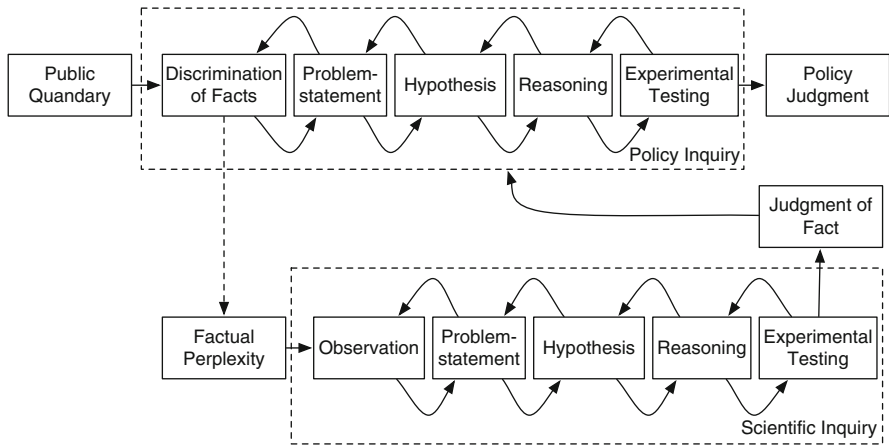 Public
Quandary
Discrimination
of Facts
Problem-
statement
Hypothesis
Reasoning
Experimental
Testing
Policy
Judgment
Policy Inquiry
Judgment of
Fact
Factual
Perplexity
Observation
Problem-
statement
Hypothesis
Reasoning
Experimental
Testing
Scientific Inquiry